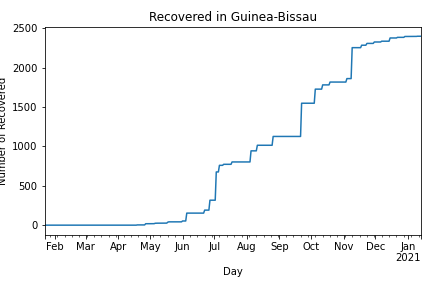 Recovered in Guinea-Bissau
Number of Recovered
2500
2000
1500
1000
500
0
Feb Mar Apr May Jun Jul Aug Sep Oct Nov Dec Jan
2021
Day